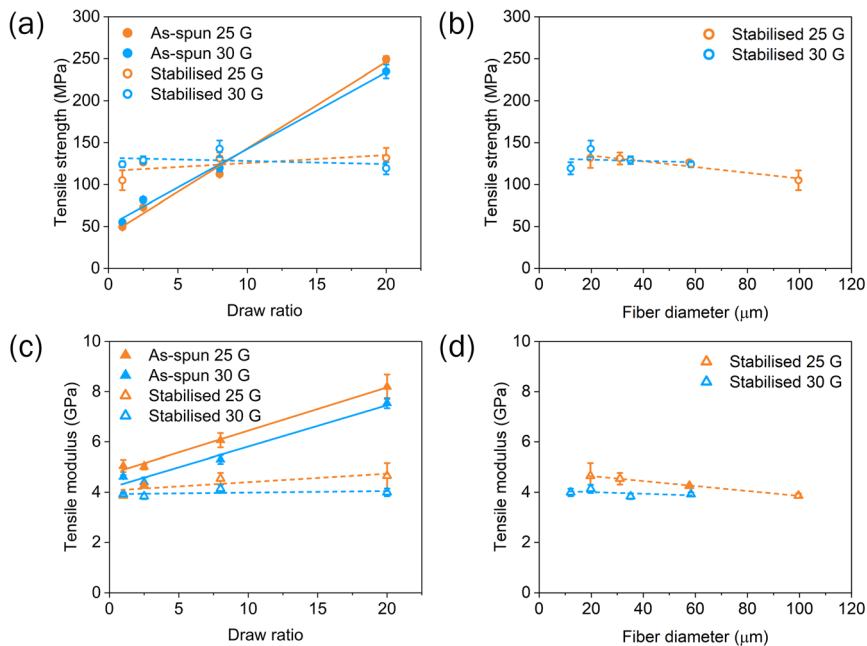 (a)
300
250
200
150
100
50
0
Tensile strength (MPa)
As-spun 25 G
As-spun 30 G
Stabilised 25 G
Stabilised 30 G
0 5 10 15 20
Draw ratio
(b)
300
250
200
150
100
50
0
Tensile strength (MPa)
Stabilised 25 G
Stabilised 30 G
0 20 40 60 80 100 120
Fiber diameter (μm)
(c)
10
8
6
4
2
0
Tensile modulus (GPa)
As-spun 25 G
As-spun 30 G
Stabilised 25 G
Stabilised 30 G
0 5 10 15 20
Draw ratio
(d)
10
8
6
4
2
0
Tensile modulus (GPa)
Stabilised 25 G
Stabilised 30 G
0 20 40 60 80 100 120
Fiber diameter (μm)